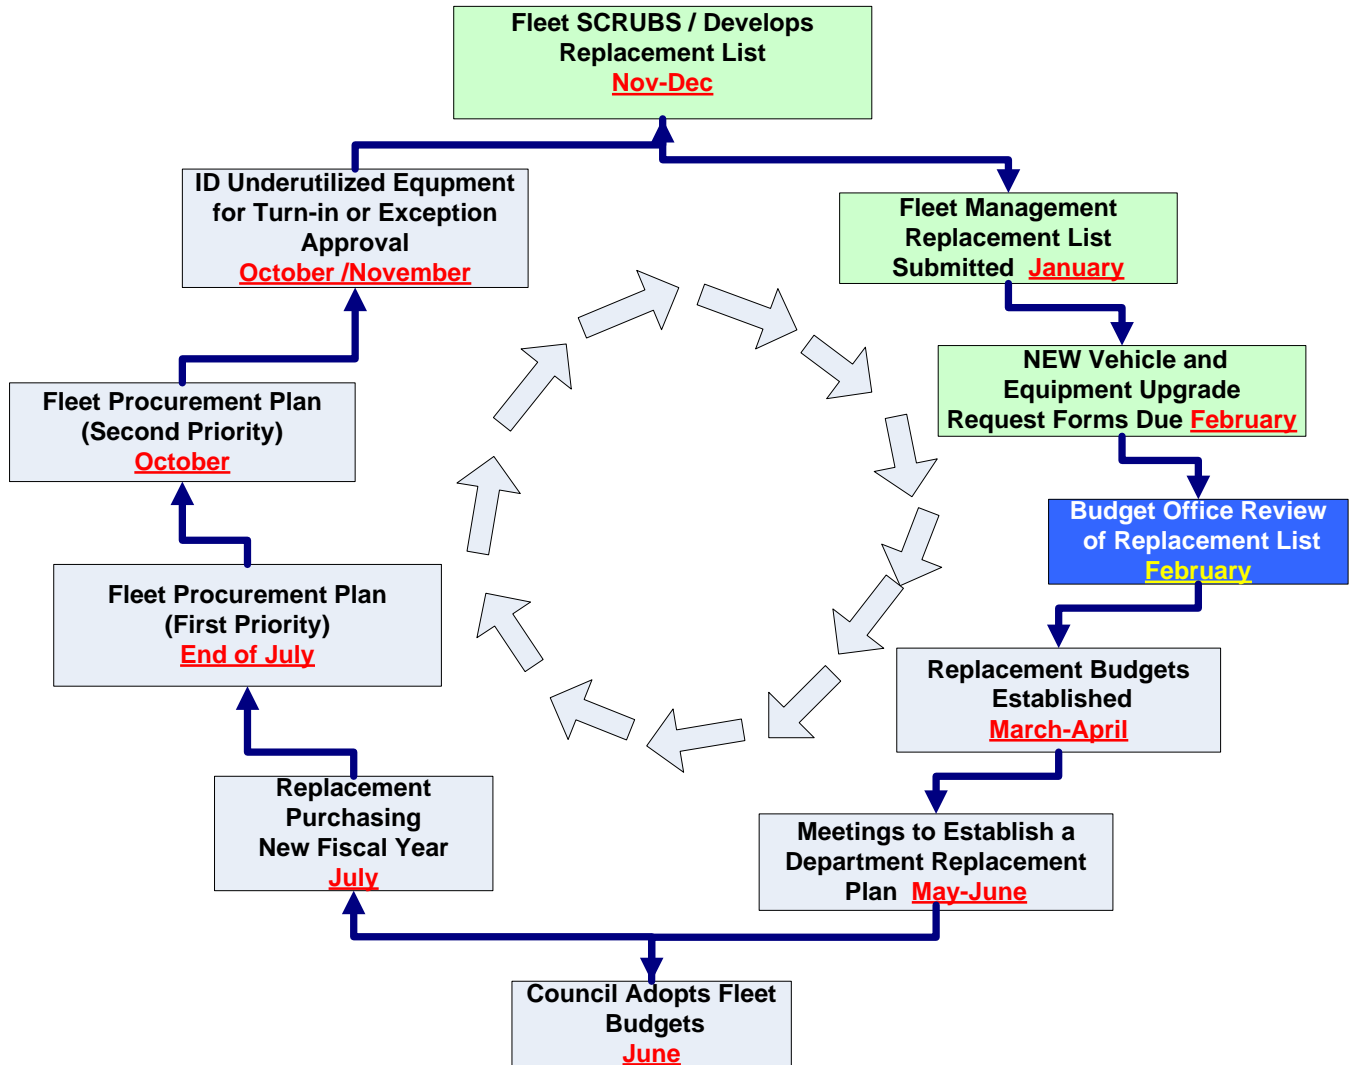 Fleet SCRUBS / Develops
Replacement List
Nov-Dec
ID Underutilized Equpment
for Turn-in or Exception
Approval
October /November
Fleet Management
Replacement List
Submitted January
NEW Vehicle and
Equipment Upgrade
Request Forms Due February
Fleet Procurement Plan
(Second Priority)
October
Budget Office Review
of Replacement List
February
Fleet Procurement Plan
(First Priority)
End of July
Replacement Budgets
Established
March-April
Replacement
Purchasing
New Fiscal Year
July
Meetings to Establish a
Department Replacement
Plan May-June
Council Adopts Fleet
Budgets
June